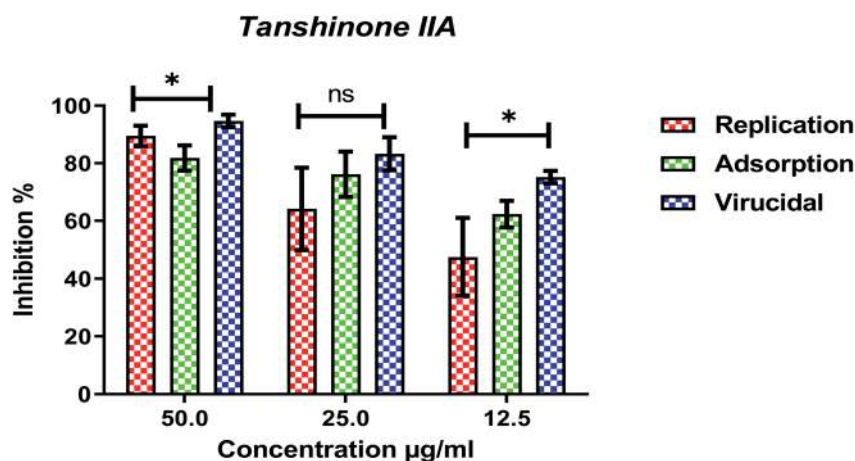 Tanshinone IIA
Inhibition %
100
80
60
40
20
0
*
ns
*
50.0
25.0
12.5
Concentration µg/ml
Replication
Adsorption
Virucidal